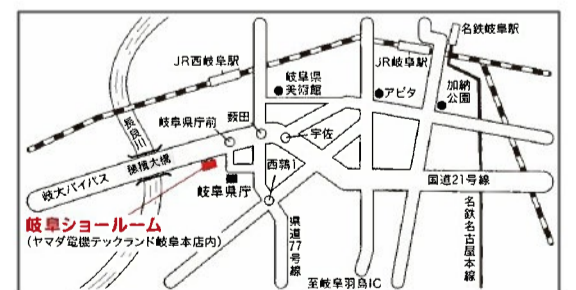 名鉄岐阜駅
JR西岐阜駅
JR岐阜駅
岐阜県
美術館
アピタ
加納
公園
長良川
岐阜県庁前
薮田
宇佐
穂積大橋
西鶉1
岐大バイパス
岐阜県庁
国道21号線
岐阜ショールーム
(ヤマダ電機テックランド岐阜本店内)
県道77号線
名鉄名古屋本線
至岐阜羽島IC